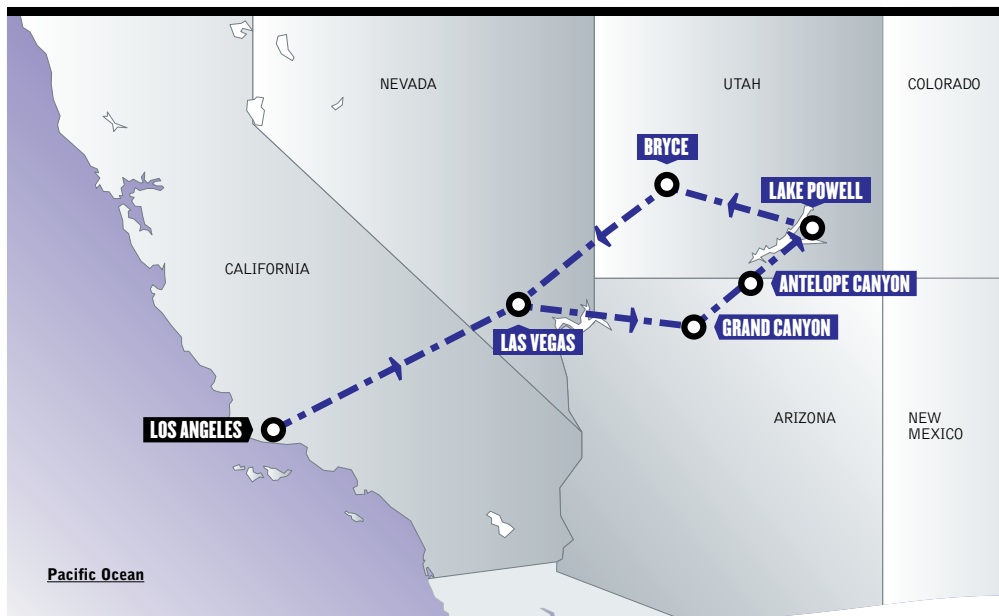 NEVADA
UTAH
COLORADO
BRYCE
LAKE POWELL
CALIFORNIA
ANTELOPE CANYON
GRAND CANYON
LAS VEGAS
LOS ANGELES
ARIZONA
NEW
MEXICO
Pacific Ocean